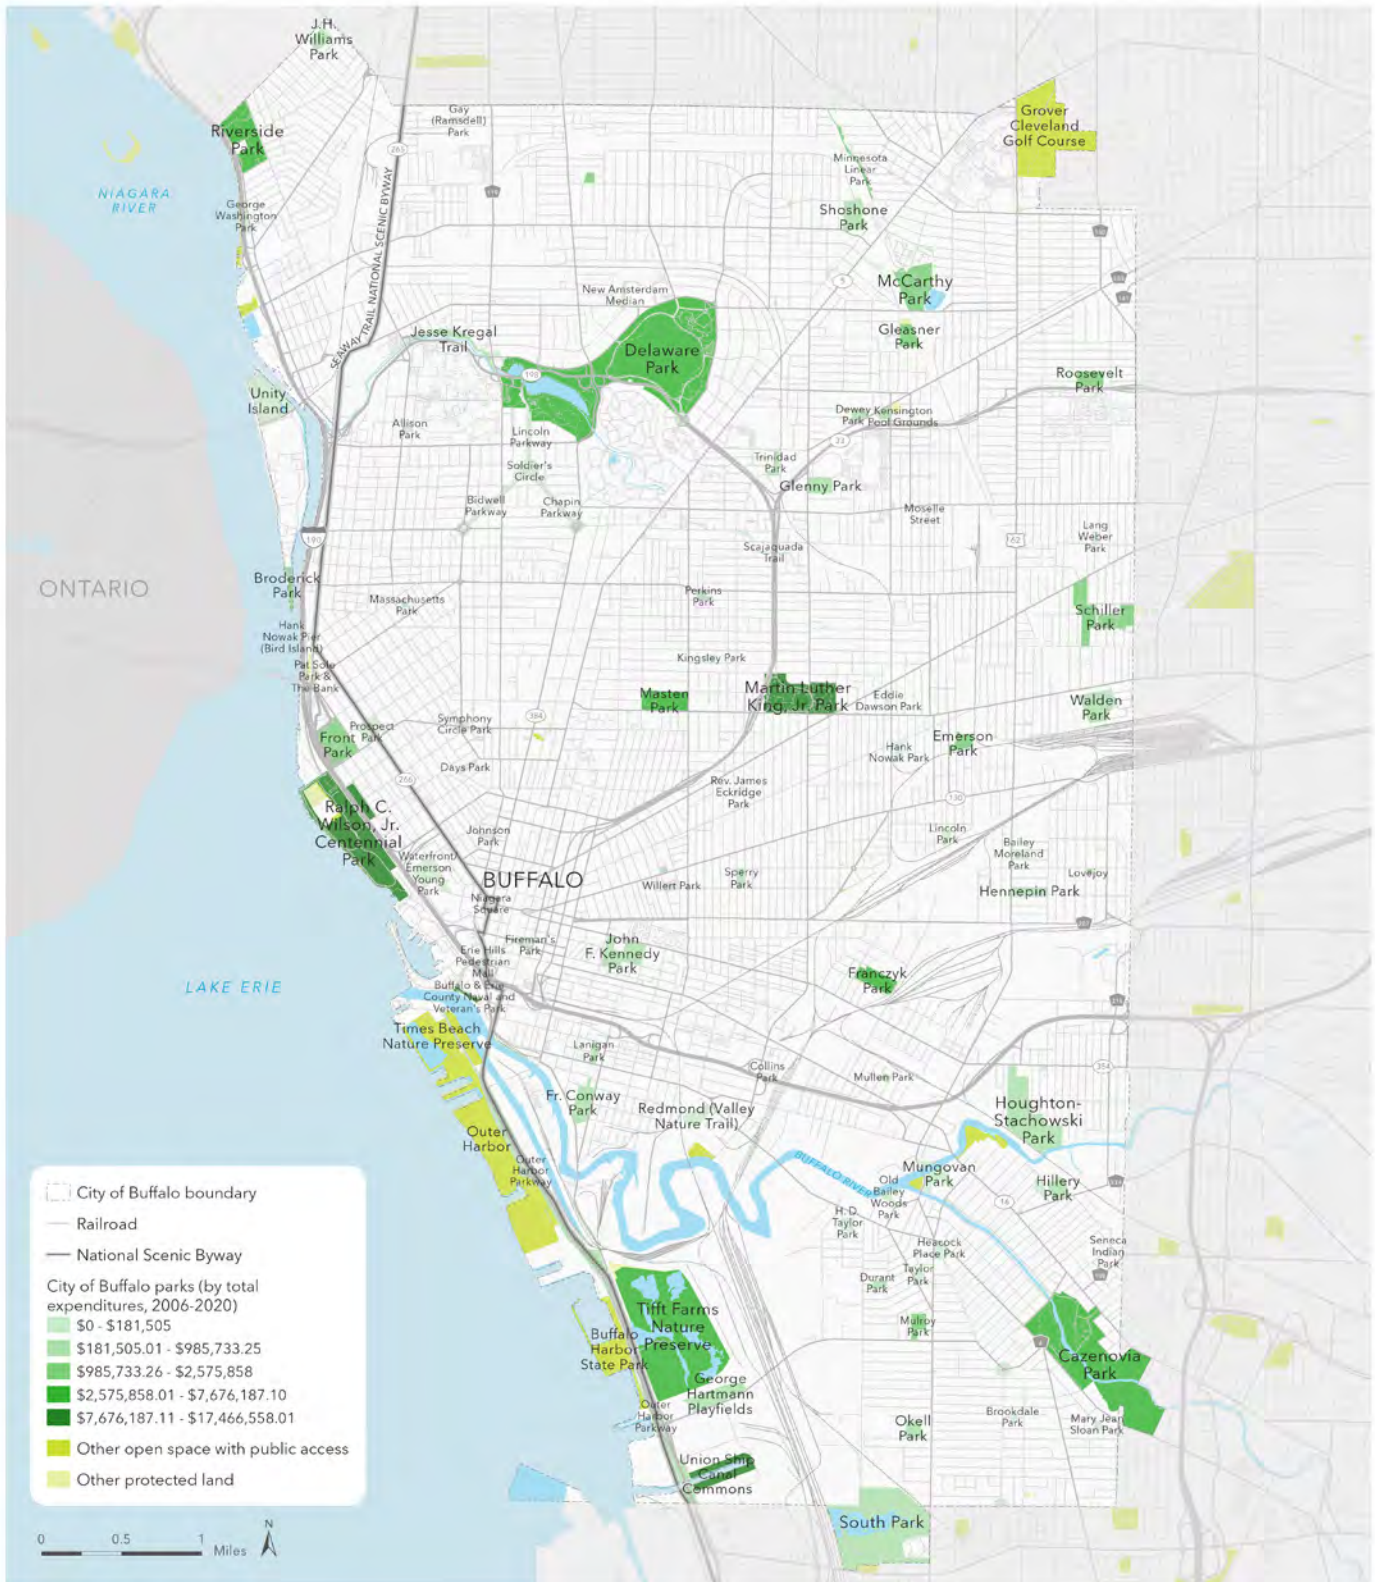 J.H.
Williams
Park
Riverside
Park
Gay
(Ramsdell)
Park
265
Grover
Cleveland
Golf Course
Minnesota
Linear
Park
NIAGARA
RIVER
George
Washington
Park
SEAWAY TRAIL NATIONAL SCENIC BYWAY
Shoshone
Park
5
McCarthy
Park
New Amsterdam
Median
Jesse Kregal
Trail
Delaware
Park
Gleasner
Park
198
Roosevelt
Park
Unity
Island
Allison
Park
Lincoln
Parkway
Dewey
Park
Kensington
Pool Grounds
33
Soldier's
Circle
Trinidad
Park
Glenny Park
Bidwell
Parkway
Chapin
Parkway
Moselle
Street
190
62
Lang
Weber
Park
Scajaquada
Trail
ONTARIO
Broderick
Park
Massachusetts
Park
Perkins
Park
Schiller
Park
Hank
Nowak Pier
(Bird Island)
Pat Sole
Park &
The Bank
Kingsley Park
Masten
Park
Martin Luther
King, Jr. Park
Eddie
Dawson Park
Walden
Park
Prospect
Park
Front
Park
Symphony
Circle Park
384
Hank
Nowak Park
Emerson
Park
Days Park
266
Rev. James
Eckridge
Park
130
Ralph C.
Wilson, Jr.
Centennial
Park
Johnson
Park
Lincoln
Park
Bailey
Moreland
Park
Lovejoy
Waterfront/
Emerson
Young
Park
BUFFALO
Willert Park
Sperry
Park
Hennepin Park
Niagara
Square
Fireman's
Park
John
F. Kennedy
Park
Erie Hills
Pedestrian
Mall
Franczyk
Park
LAKE ERIE
Buffalo & Erie
County Naval and
Veteran's Park
Times Beach
Nature Preserve
Lanigan
Park
Collins
Park
Mullen Park
354
Fr. Conway
Park
Redmond (Valley
Nature Trail)
Houghton-
Stachowski
Park
Outer
Harbor
Outer
Harbor
Parkway
BUFFALO RIVER
Mungovan
Park
Old
Bailey
Woods
Park
Hillery
Park
16
H.D.
Taylor
Park
Heacock
Place Park
Seneca
Indian
Park
Durant
Park
Taylor
Park
Tifft Farms
Nature
Preserve
Mulroy
Park
Buffalo
Harbor
State Park
Cazenovia
Park
George
Hartmann
Playfields
Outer
Harbor
Parkway
Okell
Park
Brookdale
Park
Mary Jean
Sloan Park
Union Ship
Canal
Commons
South Park
City of Buffalo boundary
Railroad
National Scenic Byway
City of Buffalo parks (by total
expenditures, 2006-2020)
$0 - $181,505
$181,505.01 - $985,733.25
$985,733.26 - $2,575,858
$2,575,858.01 - $7,676,187.10
$7,676,187.11 - $17,466,558.01
Other open space with public access
Other protected land
0 0.5 1
Miles
N